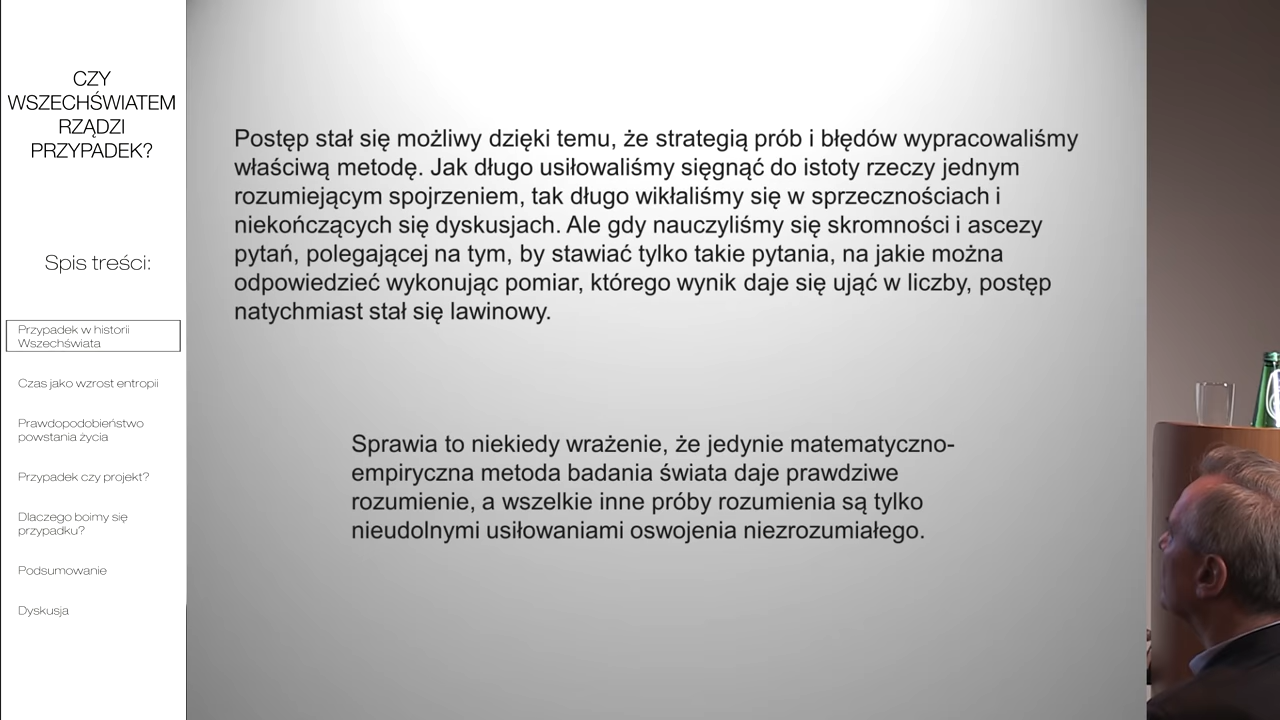 CZY
WSZECHŚWIATEM
RZĄDZI
PRZYPADEK?
Spis treści:
Przypadek w historii
Wszechświata
Czas jako wzrost entropii
Prawdopodobieństwo
powstania życia
Przypadek czy projekt?
Dlaczego boimy się
przypadku?
Podsumowanie
Dyskusja
Postęp stał się możliwy dzięki temu, że strategią prób i błędów wypracowaliśmy
właściwą metodę. Jak długo usiłowaliśmy sięgnąć do istoty rzeczy jednym
rozumiejącym spojrzeniem, tak długo wikłaliśmy się w sprzecznościach i
niekończących się dyskusjach. Ale gdy nauczyliśmy się skromności i ascezy
pytań, polegającej na tym, by stawiać tylko takie pytania, na jakie można
odpowiedzieć wykonując pomiar, którego wynik daje się ująć w liczby, postęp
natychmiast stał się lawinowy.
Sprawia to niekiedy wrażenie, że jedynie matematyczno-
empiryczna metoda badania świata daje prawdziwe
rozumienie, a wszelkie inne próby rozumienia są tylko
nieudolnymi usiłowaniami oswojenia niezrozumiałego.